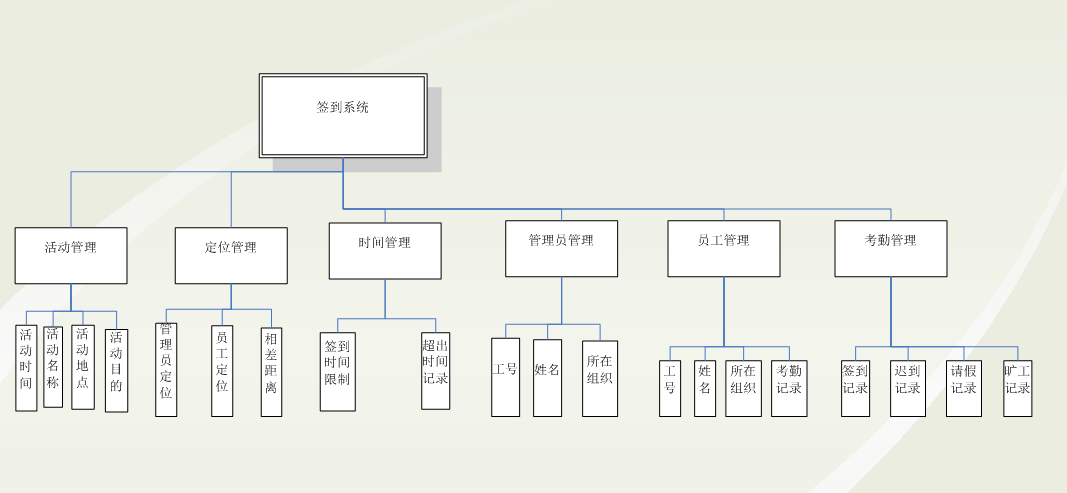 签到系统
活动管理
定位管理
时间管理
管理员管理
员工管理
考勤管理
活动时间
活动名称
活动地点
活动目的
管理员定位
员工定位
相差距离
签到
时间
限制
超出
时间
记录
工号
姓名
所在
组织
工号
姓名
所在
组织
考勤
记录
签到
记录
迟到
记录
请假
记录
旷工
记录